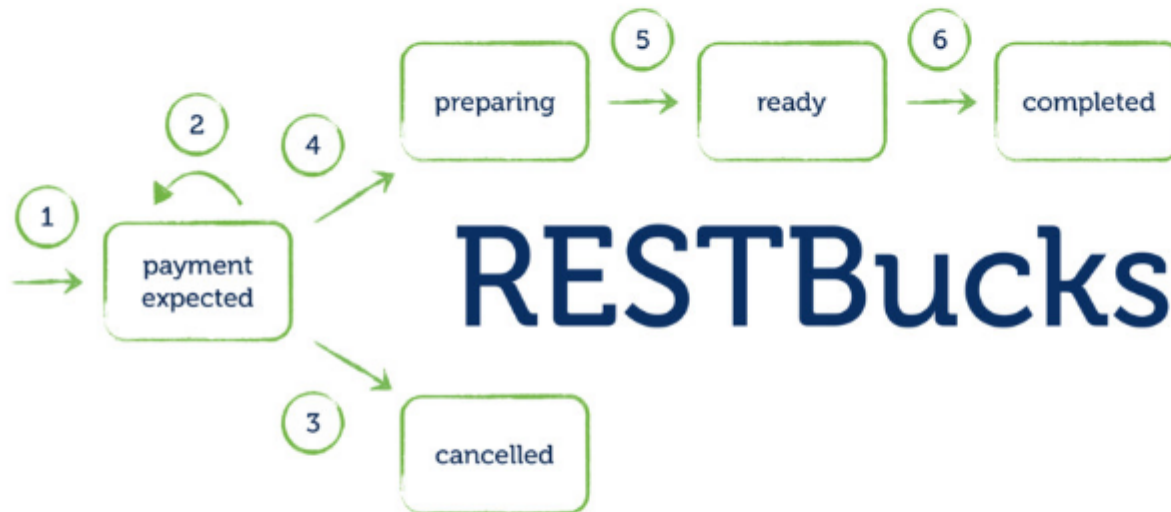 5
6
preparing
ready
completed
2
4
1
payment
expected
RESTBucks
3
cancelled